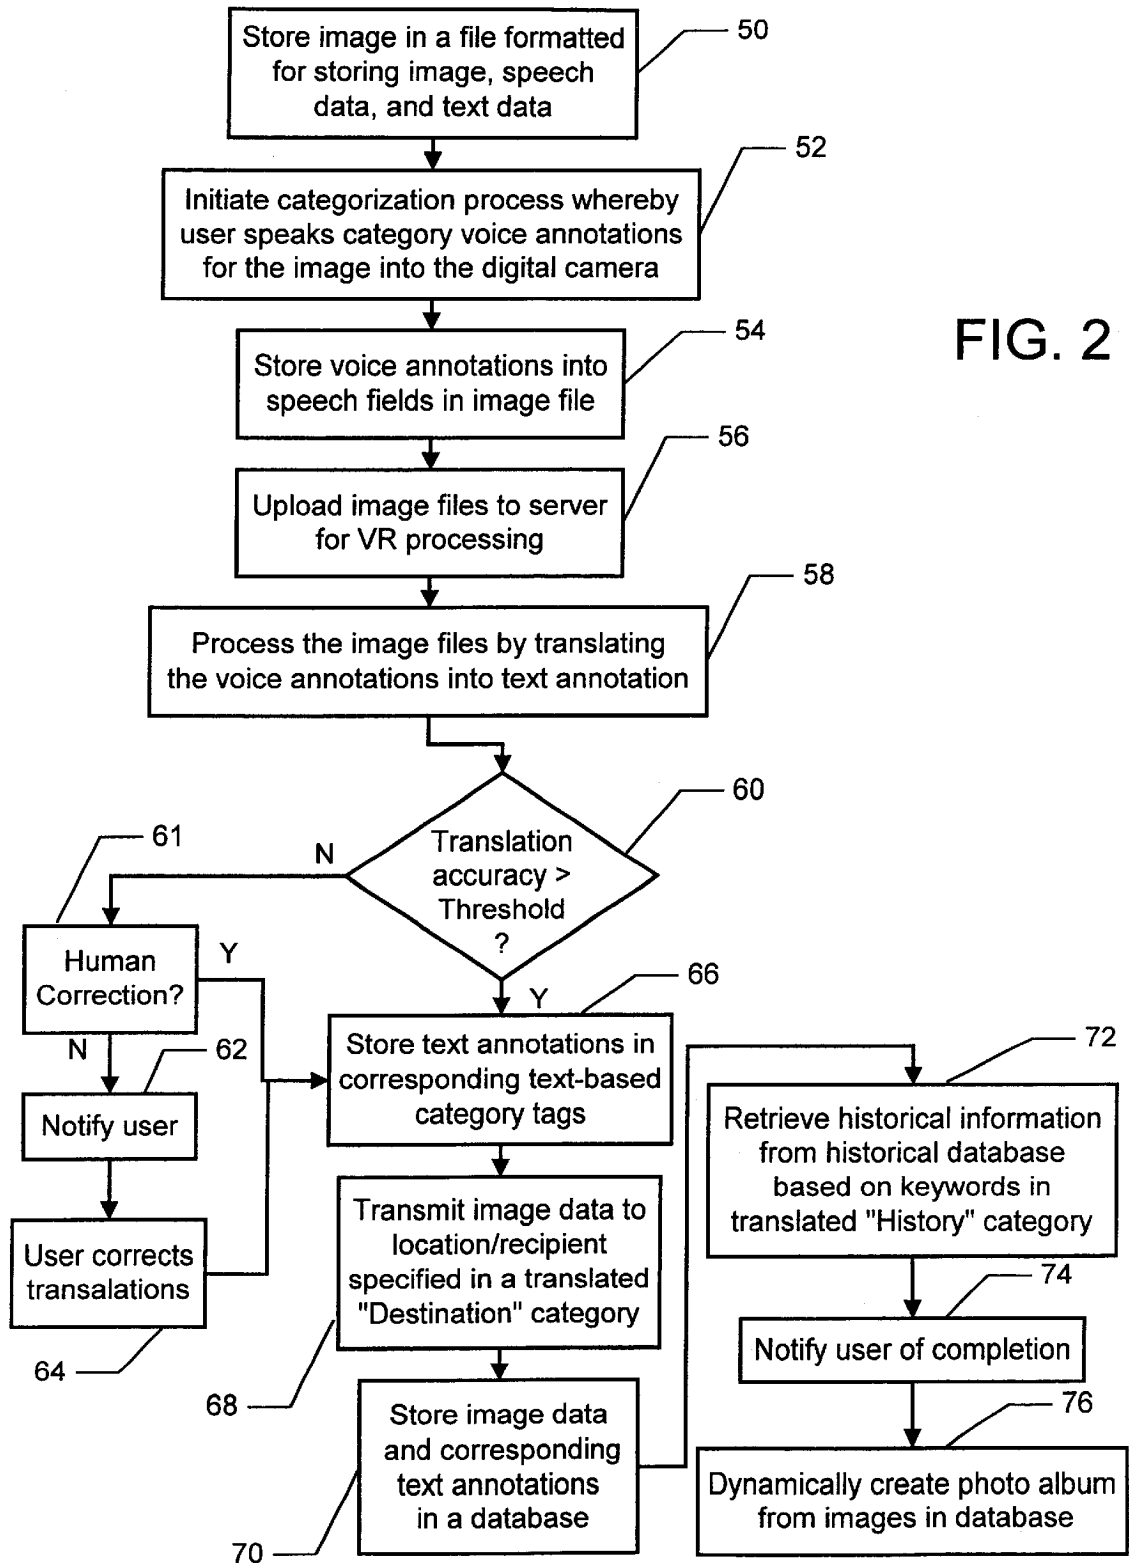 Store image in a file formatted
for storing image, speech
data, and text data
50
Initiate categorization process whereby
user speaks category voice annotations
for the image into the digital camera
52
FIG. 2
Store voice annotations into
speech fields in image file
54
Upload image files to server
for VR processing
56
Process the image files by translating
the voice annotations into text annotation
58
Translation
accuracy >
Threshold
?
60
N
Y
61
Human
Correction?
Y
N
62
Notify user
User corrects
transalations
64
66
Store text annotations in
corresponding text-based
category tags
Transmit image data to
location/recipient
specified in a translated
"Destination" category
68
Store image data
and corresponding
text annotations
in a database
70
72
Retrieve historical information
from historical database
based on keywords in
translated "History" category
74
Notify user of completion
76
Dynamically create photo album
from images in database